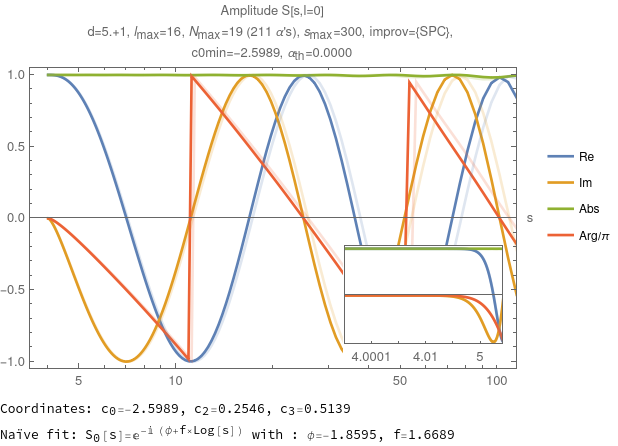 Amplitude S[s,l=0]
d=5.+1, lmax=16, Nmax=19 (211 α's), smax=300, improv={SPC},
c0min=-2.5989, αth=0.0000
1.0
0.5
0.0
-0.5
-1.0
5
10
50
100
s
4.0001
4.01
5
Re
Im
Abs
Arg/π
Coordinates: c0=-2.5989, c2=0.2546, c3=0.5139
Naïve fit: S0[s]=e^-i (ϕ+f×Log[s]) with : ϕ=-1.8595, f=1.6689